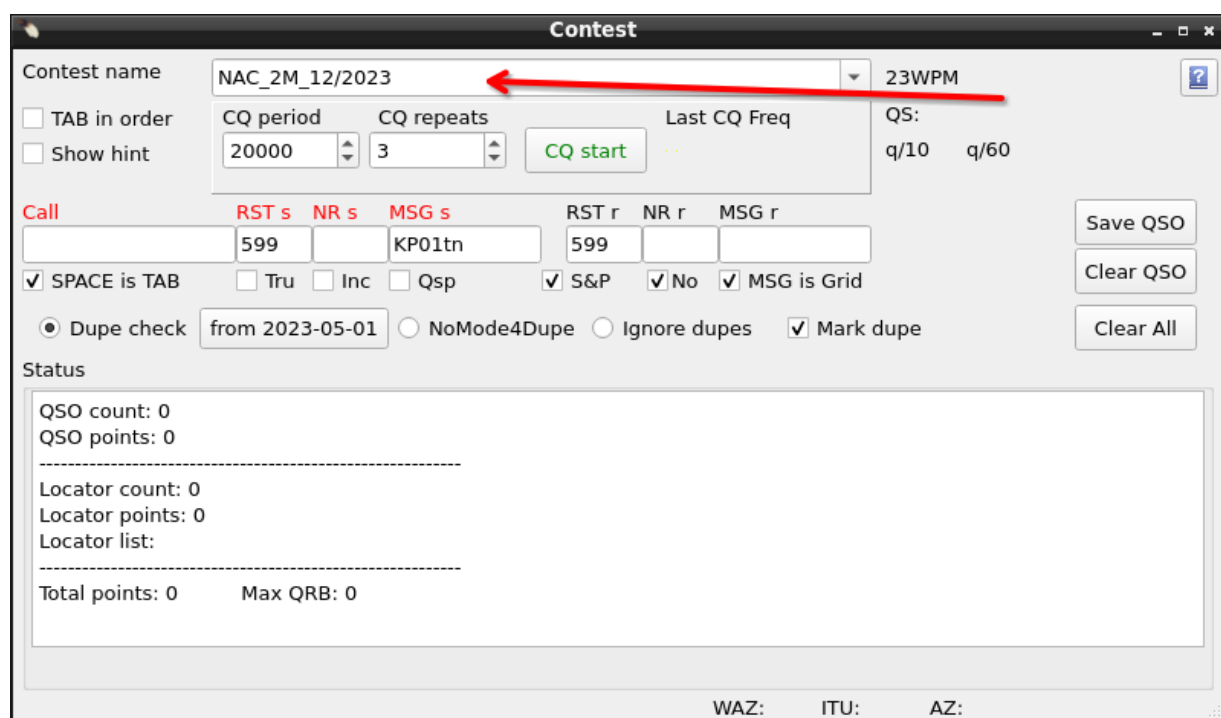 Contest
Contest name NAC_2M_12/2023 23WPM
TAB in order CQ period CQ repeats Last CQ Freq QS:
Show hint 20000 3 CQ start q/10 q/60
Call RST s NR s MSG s RST r NR r MSG r Save QSO
599 KP01tn 599
SPACE is TAB Tru Inc Qsp S&P No MSG is Grid Clear QSO
Dupe check from 2023-05-01 NoMode4Dupe Ignore dupes Mark dupe Clear All
Status
QSO count: 0
QSO points: 0
-----------------------------------------------------------
Locator count: 0
Locator points: 0
Locator list:
-----------------------------------------------------------
Total points: 0 Max QRB: 0
WAZ: ITU: AZ: